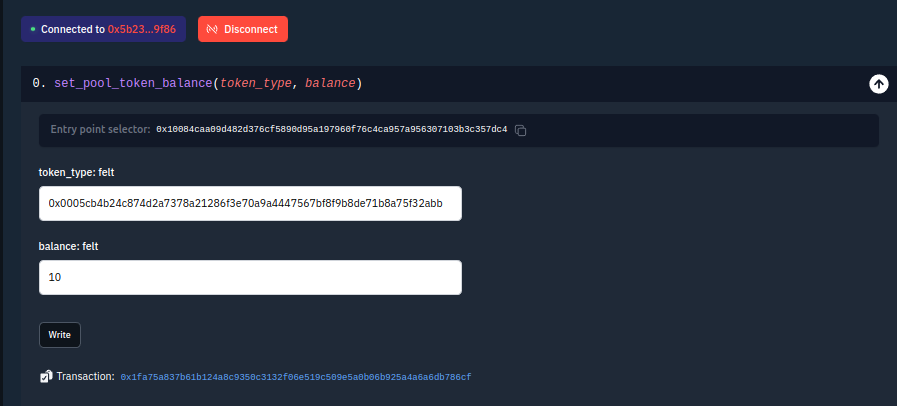 Connected to 0x5b23...9f86 Disconnect
0. set_pool_token_balance(token_type, balance)
Entry point selector: 0x10084caa09d482d376cf5890d95a197960f76c4ca957a956307103b3c357dc4
token_type: felt
0x0005cb4b24c874d2a7378a21286f3e70a9a4447567bf8f9b8de71b8a75f32abb
balance: felt
10
Write
Transaction: 0x1fa75a837b61b124a8c9350c3132f06e519c509e5a0b06b925a4a6a6db786cf